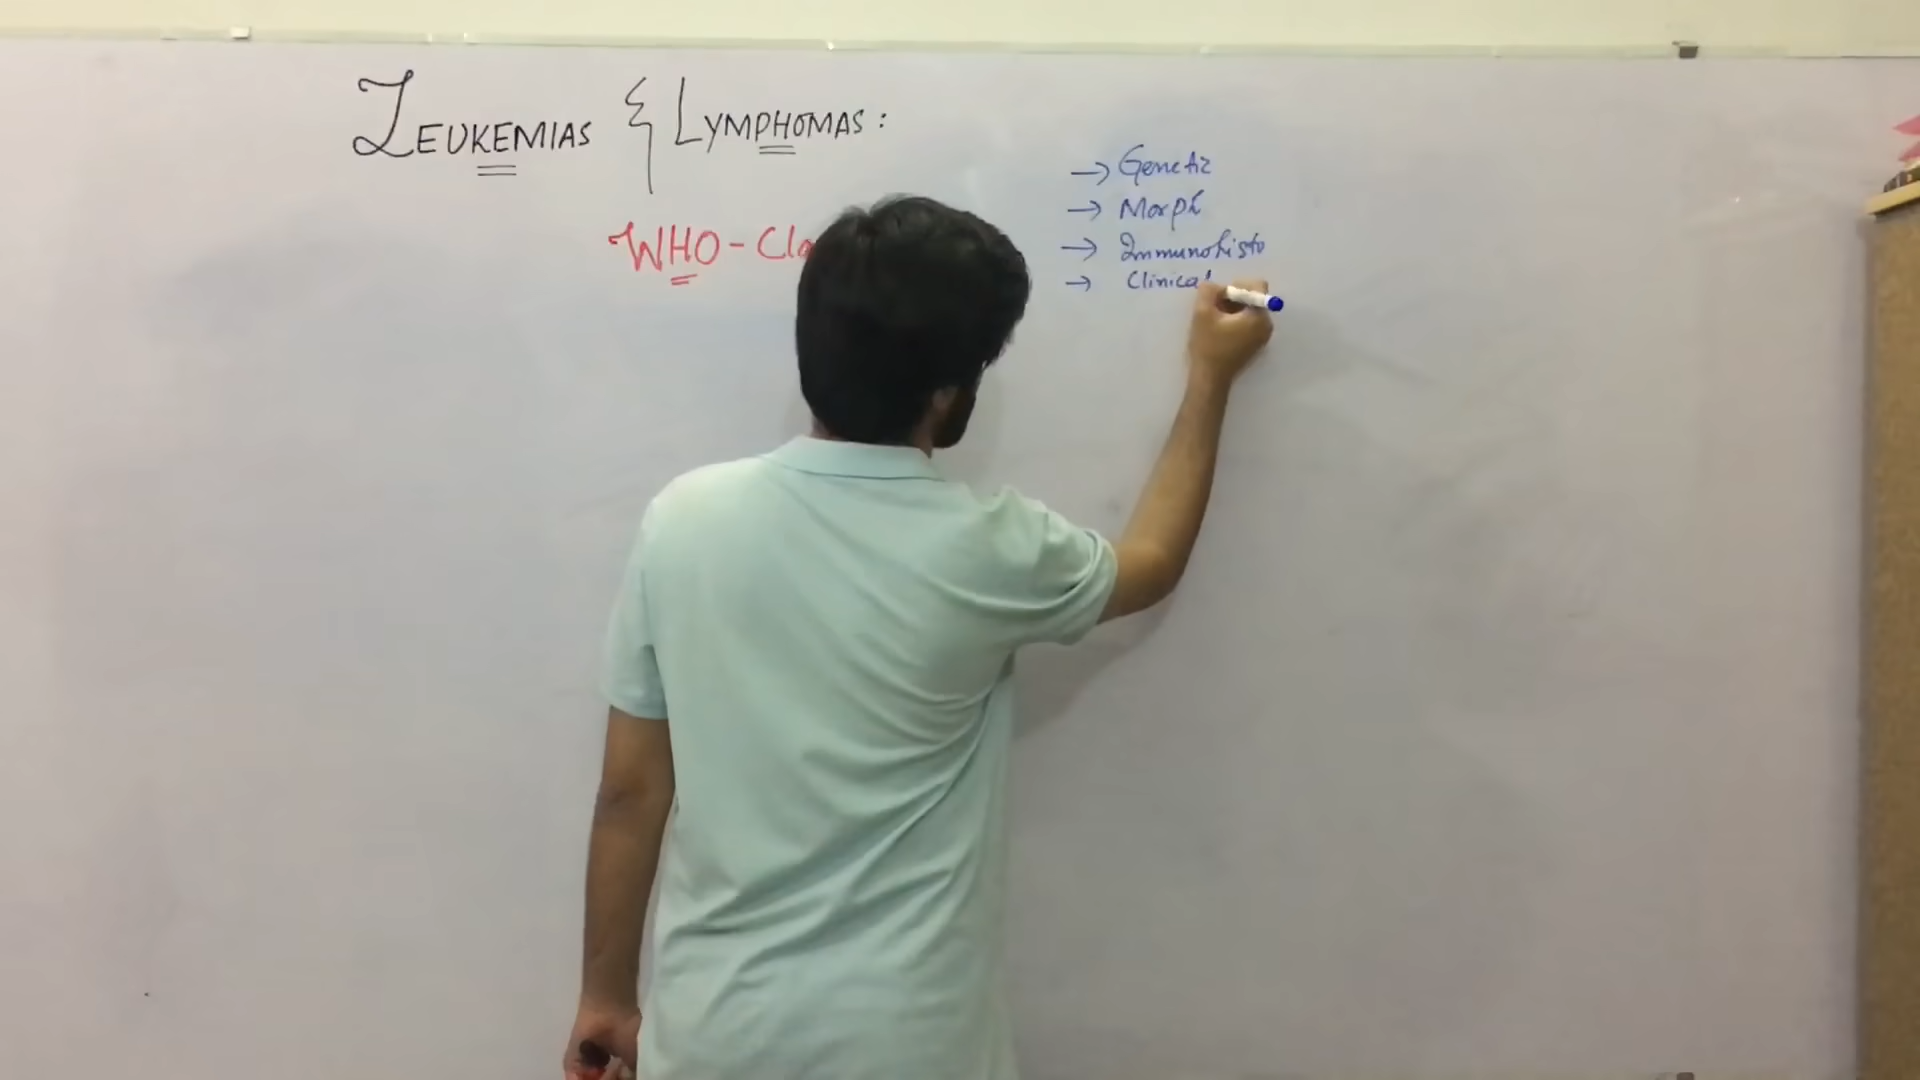 LEUKEMIAS & LYMPHOMAS :
WHO - Cla
→ Genetic
→ Morph
→ Immunohisto
→ Clinical